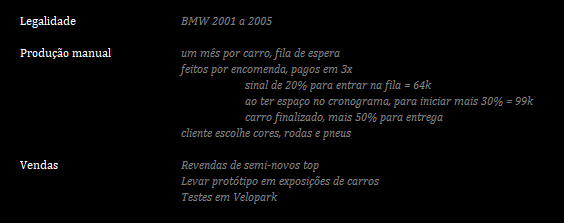 Legalidade BMW 2001 a 2005
Produção manual um mês por carro, fila de espera
feitos por encomenda, pagos em 3x
sinal de 20% para entrar na fila = 64k
ao ter espaço no cronograma, para iniciar mais 30% = 99k
carro finalizado, mais 50% para entrega
cliente escolhe cores, rodas e pneus
Vendas Revendas de semi-novos top
Levar protótipo em exposições de carros
Testes em Velopark